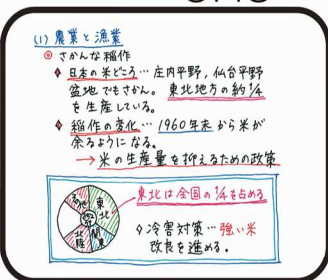 (1) 農業と漁業
◎ さかんな稲作
◆ 日本の米どころ… 庄内平野，仙台平野
盆地でもさかん。 東北地方の約1/4
を生産している。
◆ 稲作の変化… 1960年末から米が
余るようになる。
→ 米の生産量を抑えるための政策
東北
関東
北陸
その他
東北は全国の1/4を占める
◇冷害対策… 強い米
改良を進める。